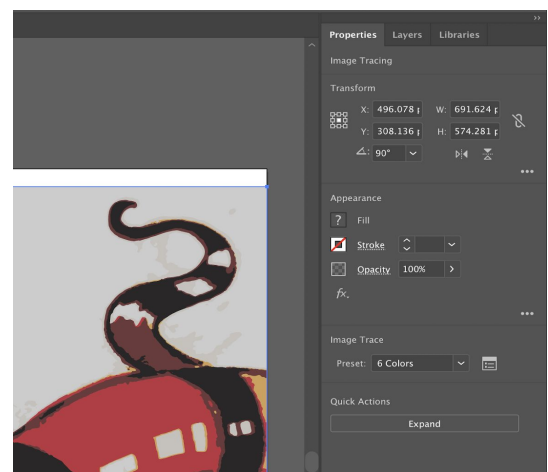 Properties Layers Libraries
Image Tracing
Transform
X: 496.078 p W: 691.624 p
Y: 308.136 p H: 574.281 p
90°
Appearance
? Fill
Stroke
Opacity 100%
fx.
Image Trace
Preset: 6 Colors
Quick Actions
Expand